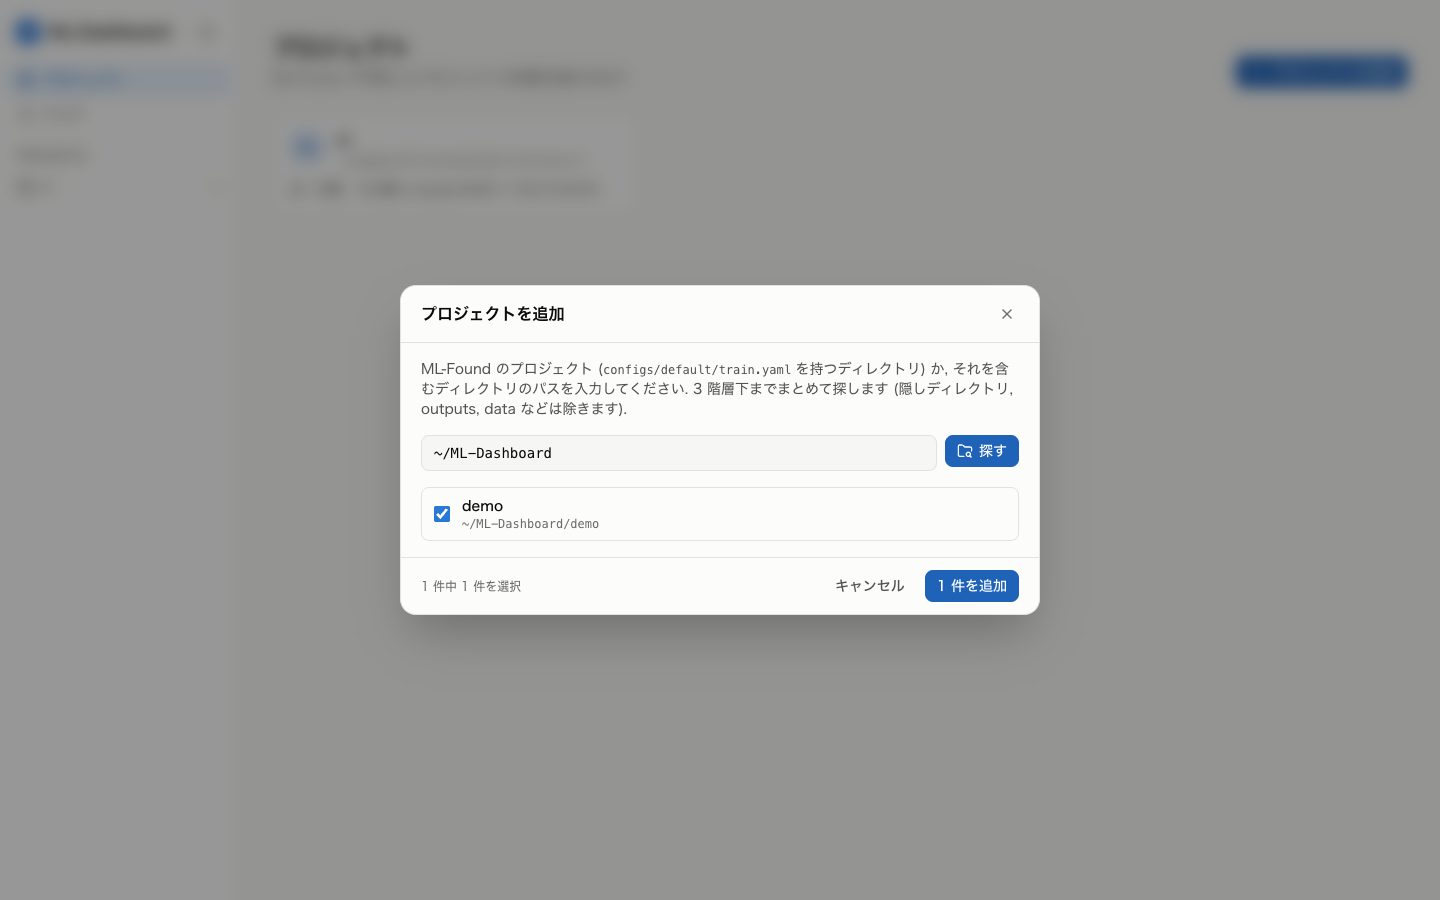 プロジェクトを追加
ML-Found のプロジェクト (configs/default/train.yaml を持つディレクトリ) か, それを含
むディレクトリのパスを入力してください. 3 階層下までまとめて探します (隠しディレクトリ,
outputs, data などは除きます).
~/ML-Dashboard
探す
demo
~/ML-Dashboard/demo
1 件中 1 件を選択
キャンセル
1 件を追加